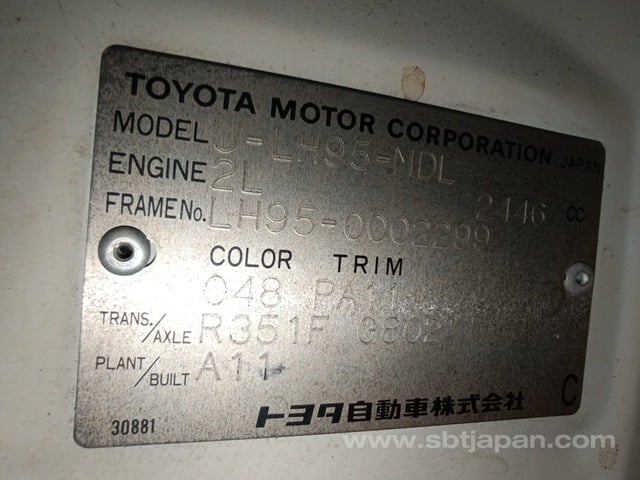 TOYOTA MOTOR CORPORATION JAPAN
MODEL U-LH95-MDL
ENGINE 2L 2446 CC
FRAME No. LH95-0002299
COLOR TRIM
048 PA11
TRANS./AXLE R351F G802
PLANT/BUILT A11
30881 トヨタ自動車株式会社 C
www.sbtjapan.com